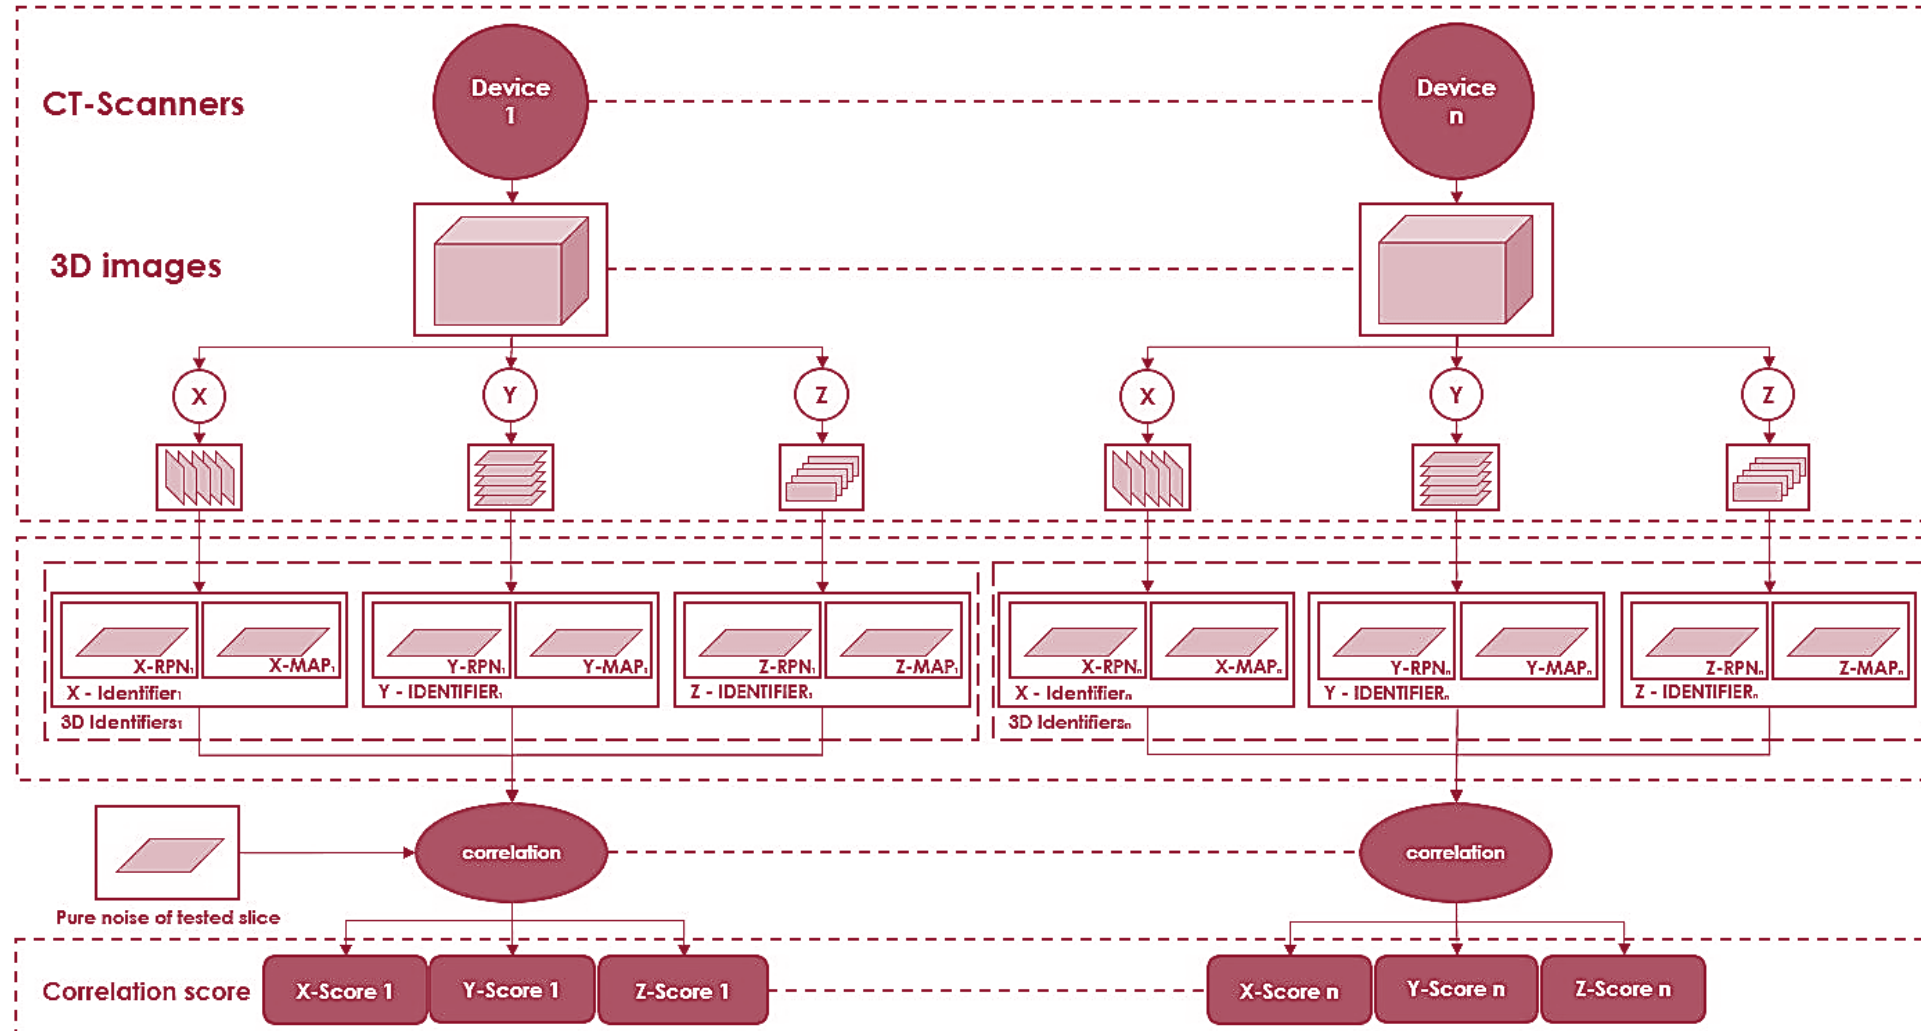 Device
1
Device
n
CT-Scanners
3D images
X
Y
Z
X
Y
Z
X-RPN₁
X-MAP₁
X - Identifier₁
Y-RPN₁
Y-MAP₁
Y - IDENTIFIER₁
Z-RPN₁
Z-MAP₁
Z - IDENTIFIER₁
3D Identifiers₁
X-RPNₙ
X-MAPₙ
X - Identifierₙ
Y-RPNₙ
Y-MAPₙ
Y - IDENTIFIERₙ
Z-RPNₙ
Z-MAPₙ
Z - IDENTIFIERₙ
3D Identifiersₙ
correlation
correlation
Pure noise of tested slice
Correlation score
X-Score 1
Y-Score 1
Z-Score 1
X-Score n
Y-Score n
Z-Score n